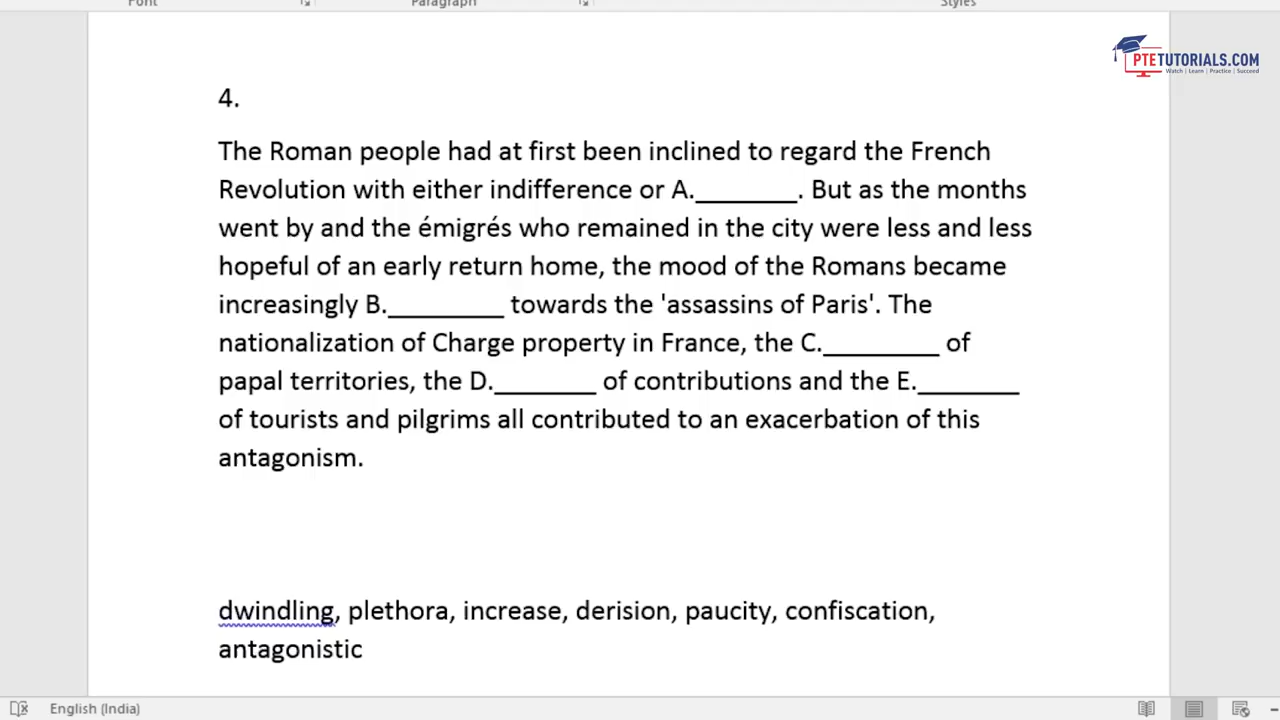 Font Paragraph Styles
PTETUTORIALS.COM
Watch | Learn | Practice | Succeed
4.
The Roman people had at first been inclined to regard the French
Revolution with either indifference or A.________. But as the months
went by and the émigrés who remained in the city were less and less
hopeful of an early return home, the mood of the Romans became
increasingly B._________ towards the 'assassins of Paris'. The
nationalization of Charge property in France, the C._________ of
papal territories, the D.________ of contributions and the E.________
of tourists and pilgrims all contributed to an exacerbation of this
antagonism.
dwindling, plethora, increase, derision, paucity, confiscation,
antagonistic
English (India)